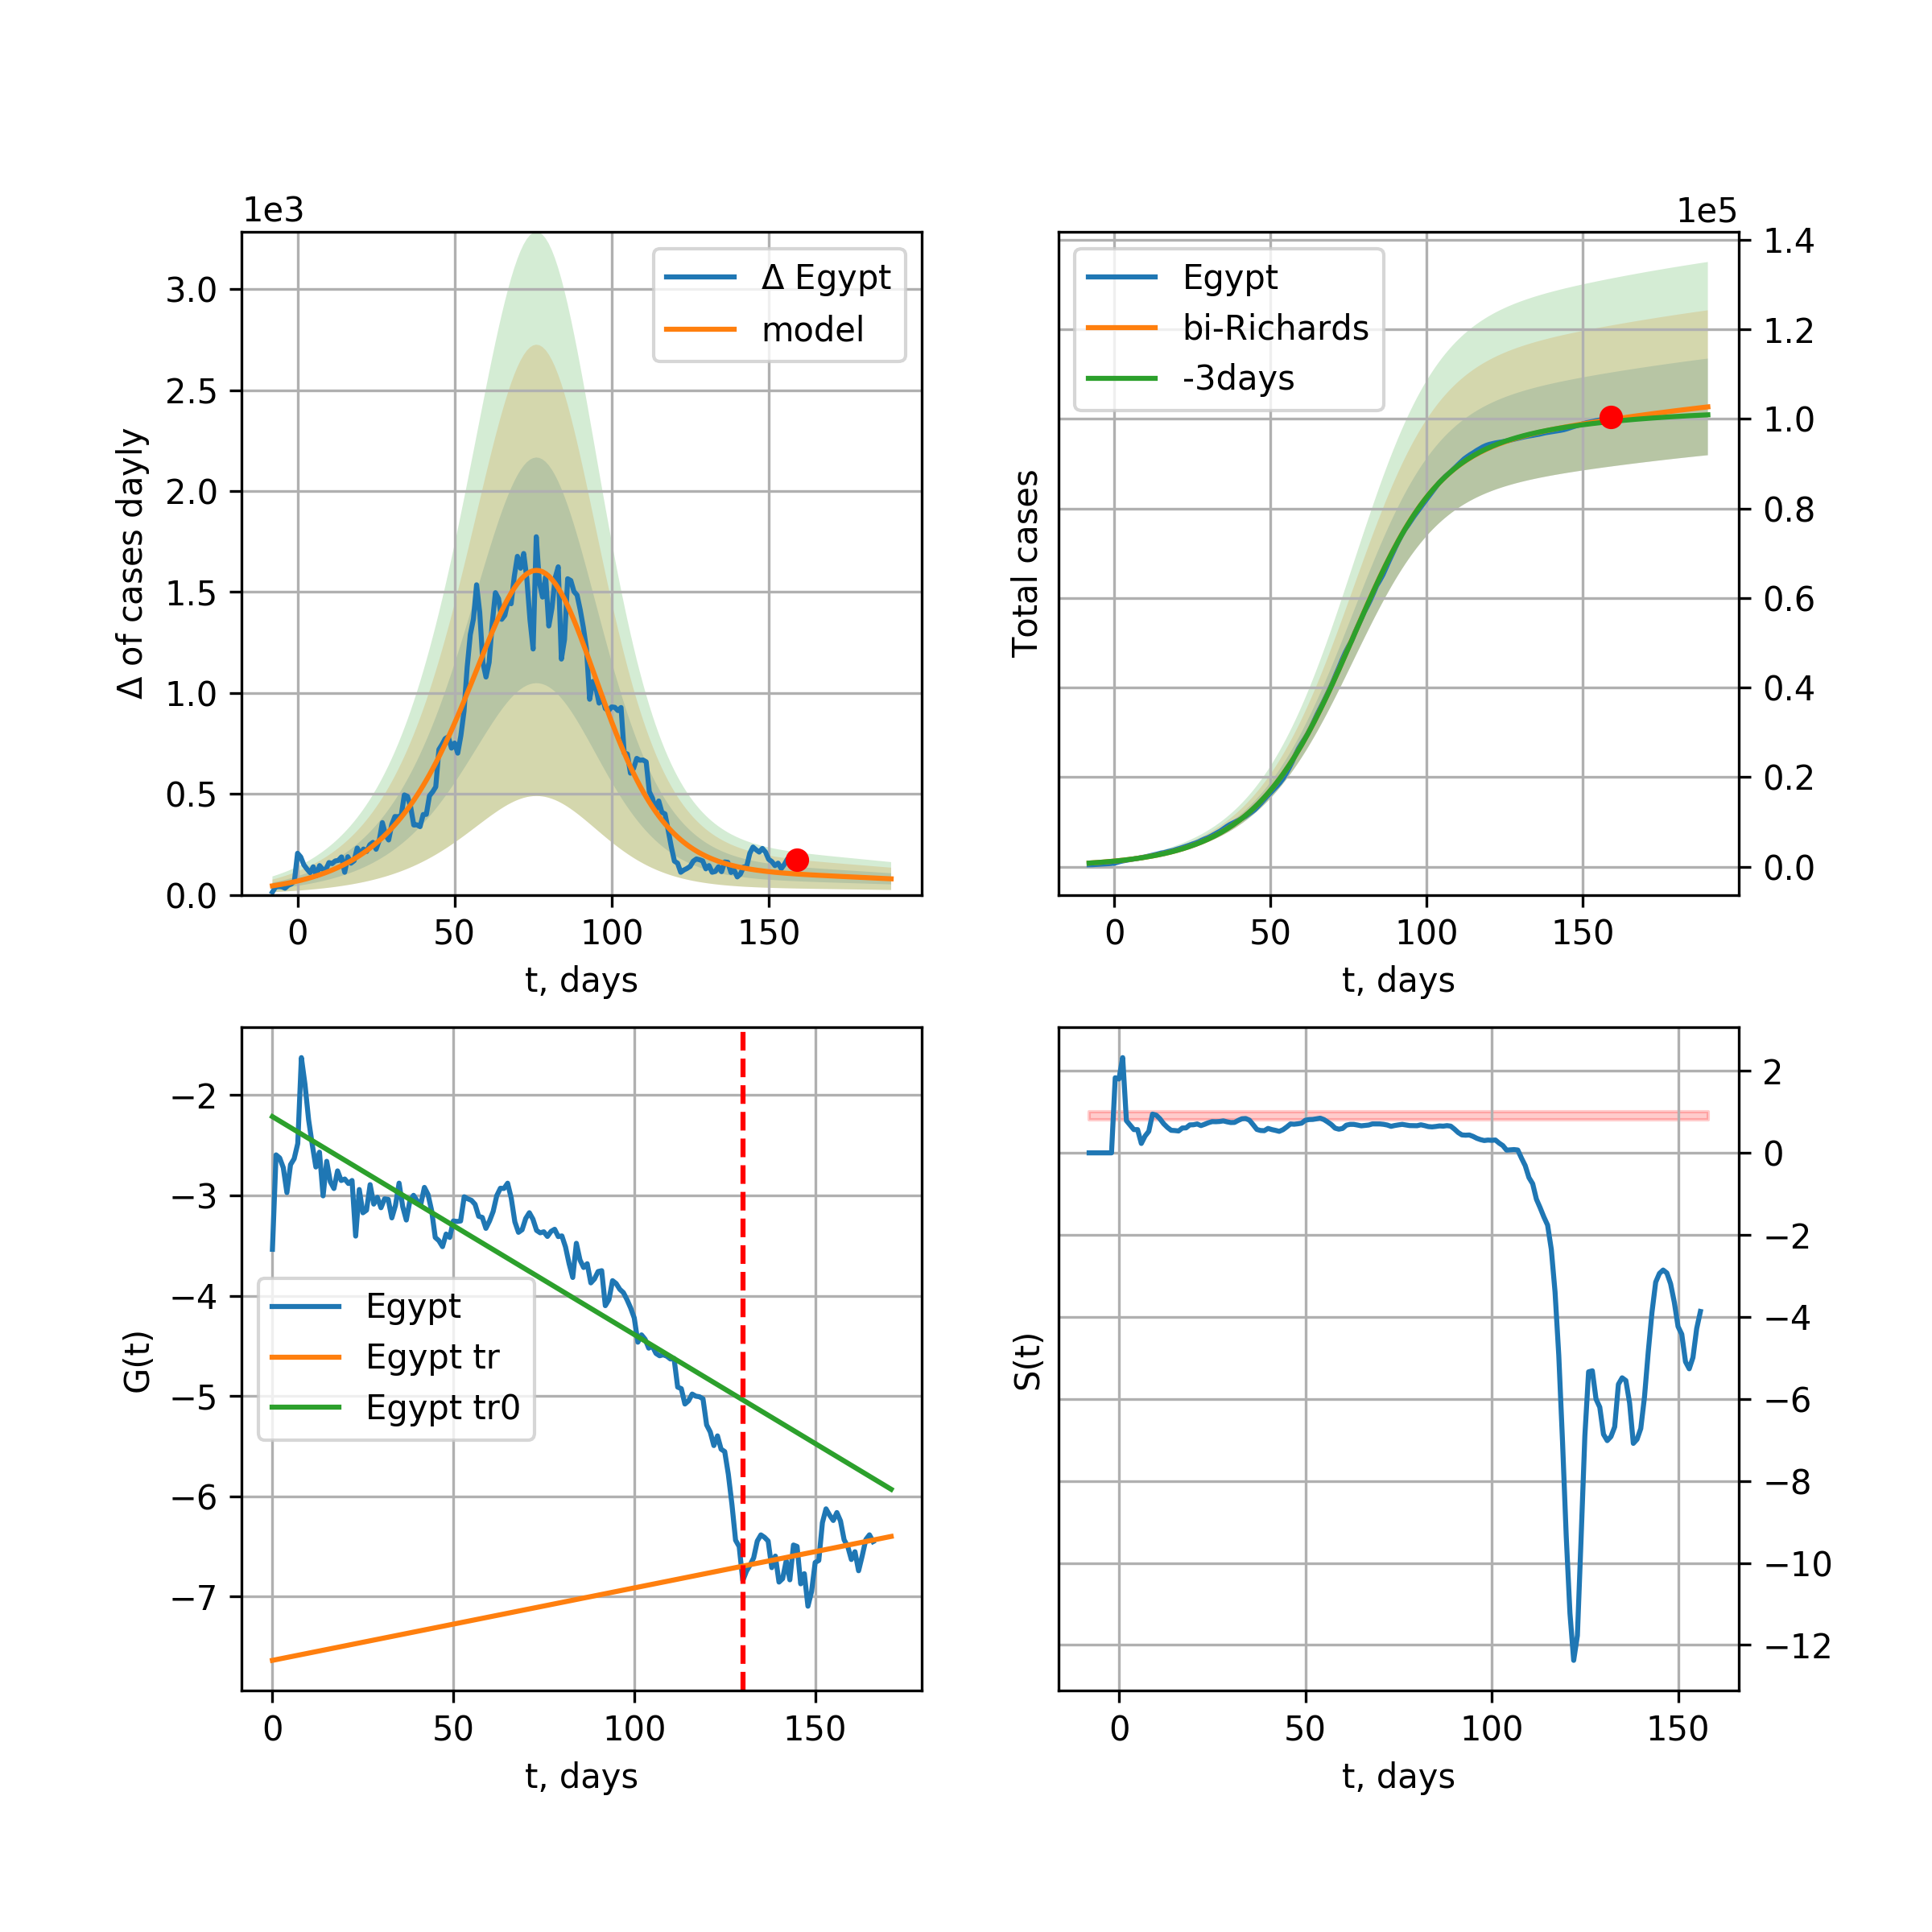 1e3
3.0
2.5
2.0
1.5
1.0
0.5
0.0
Δ of cases dayly
Δ Egypt
model
0 50 100 150
t, days
1e5
Egypt
bi-Richards
-3days
Total cases
1.4
1.2
1.0
0.8
0.6
0.4
0.2
0.0
0 50 100 150
t, days
−2
−3
−4
−5
−6
−7
G(t)
Egypt
Egypt tr
Egypt tr0
0 50 100 150
t, days
S(t)
2
0
−2
−4
−6
−8
−10
−12
0 50 100 150
t, days